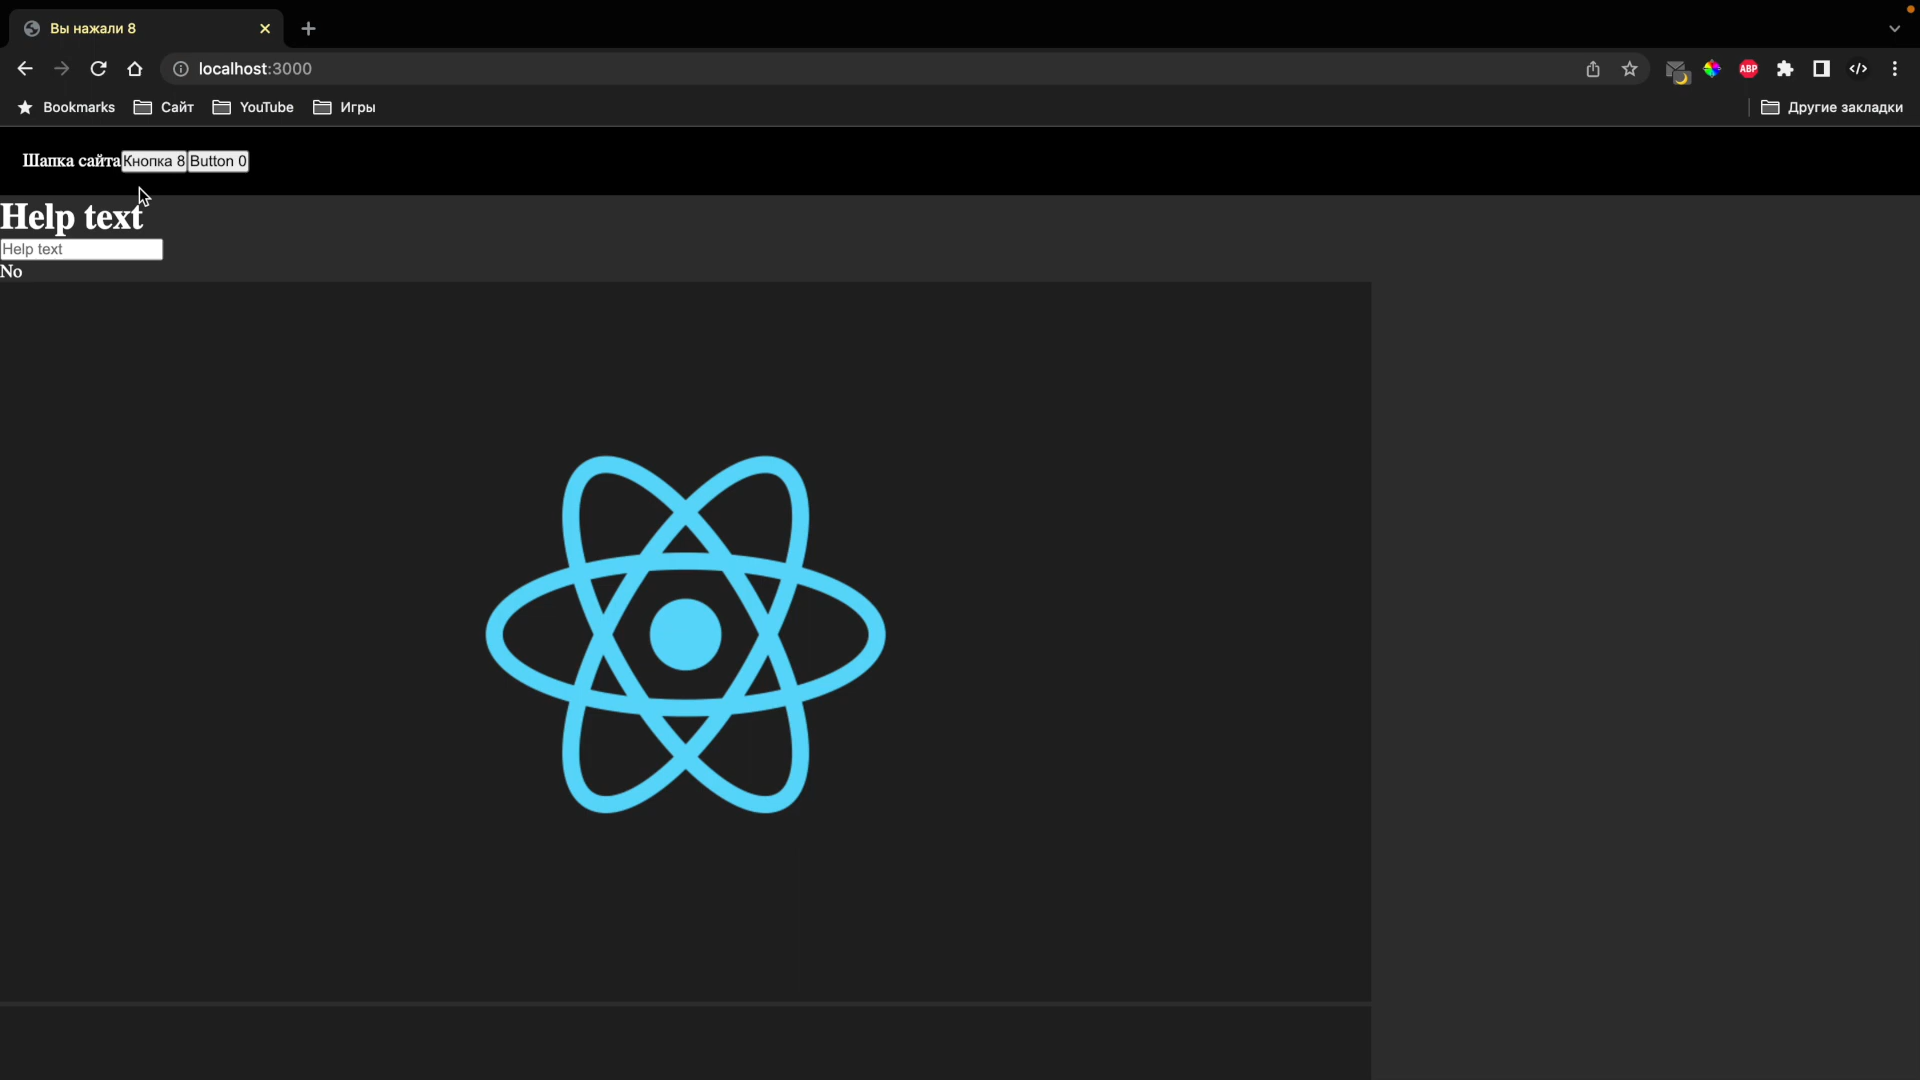 Вы нажали 8
localhost:3000
ABP
Bookmarks Сайт YouTube Игры Другие закладки
Шапка сайта Кнопка 8 Button 0
Help text
Help text
No